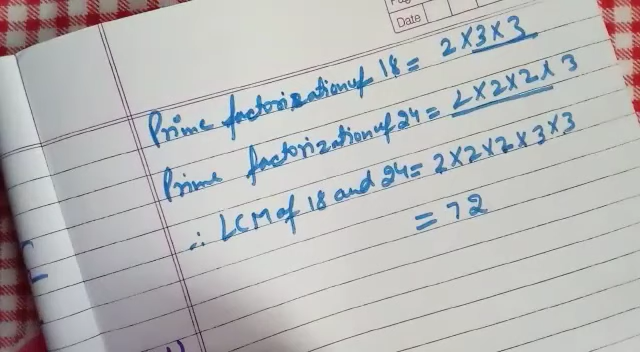 Date
Prime factorization of 18 = 2×3×3
Prime factorization of 24 = 2×2×2×3
∴ LCM of 18 and 24 = 2×2×2×3×3
= 72